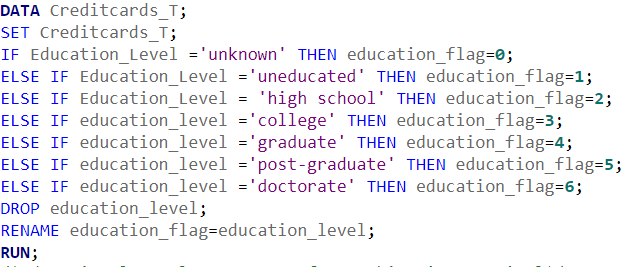 DATA Creditcards_T;
SET Creditcards_T;
IF Education_Level ='unknown' THEN education_flag=0;
ELSE IF Education_Level ='uneducated' THEN education_flag=1;
ELSE IF Education_Level = 'high school' THEN education_flag=2;
ELSE IF education_level ='college' THEN education_flag=3;
ELSE IF education_level ='graduate' THEN education_flag=4;
ELSE IF education_level ='post-graduate' THEN education_flag=5;
ELSE IF education_level ='doctorate' THEN education_flag=6;
DROP education_level;
RENAME education_flag=education_level;
RUN;